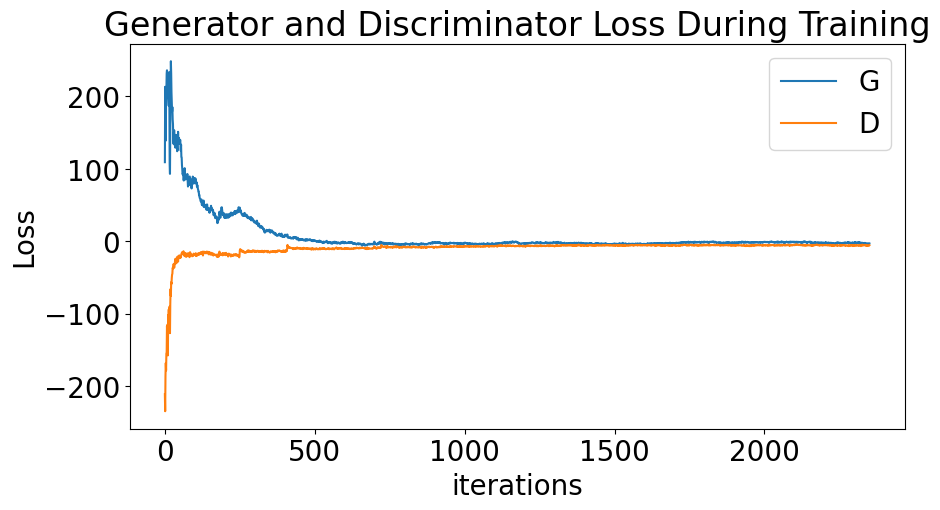 Generator and Discriminator Loss During Training
G
D
200
100
0
−100
−200
Loss
0 500 1000 1500 2000
iterations